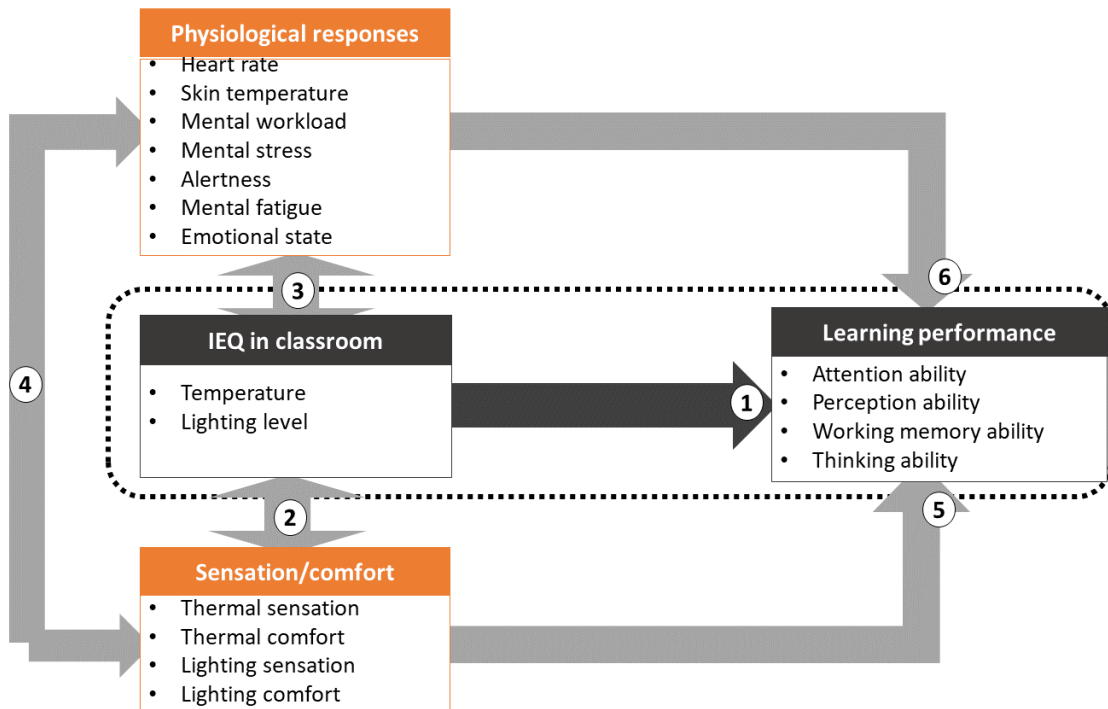 Physiological responses
• Heart rate
• Skin temperature
• Mental workload
• Mental stress
• Alertness
• Mental fatigue
• Emotional state
3
6
IEQ in classroom
• Temperature
• Lighting level
4
1
Learning performance
• Attention ability
• Perception ability
• Working memory ability
• Thinking ability
2
5
Sensation/comfort
• Thermal sensation
• Thermal comfort
• Lighting sensation
• Lighting comfort